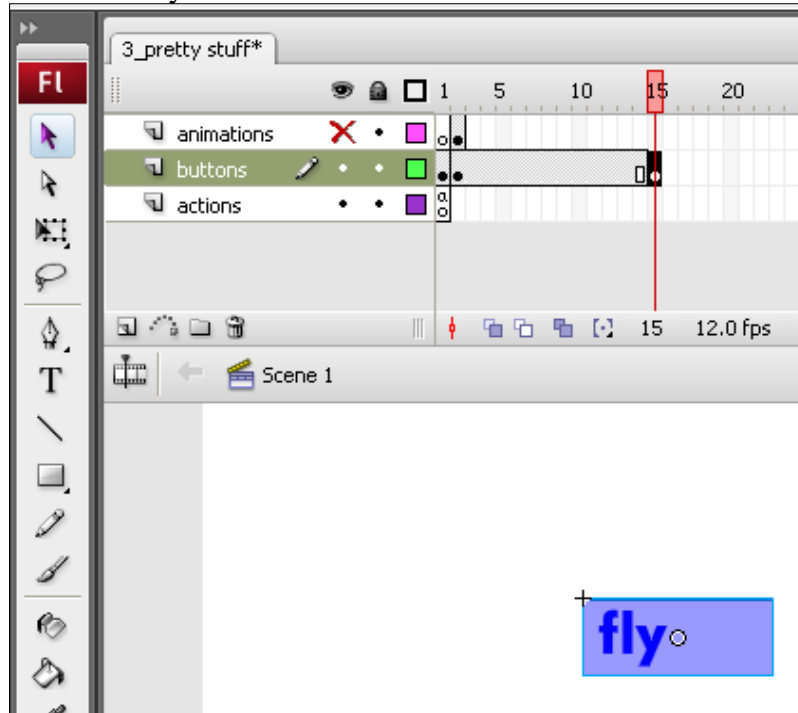 3_pretty stuff*
Fl
1 5 10 15 20
animations
buttons
actions
a
15 12.0 fps
T
Scene 1
fly